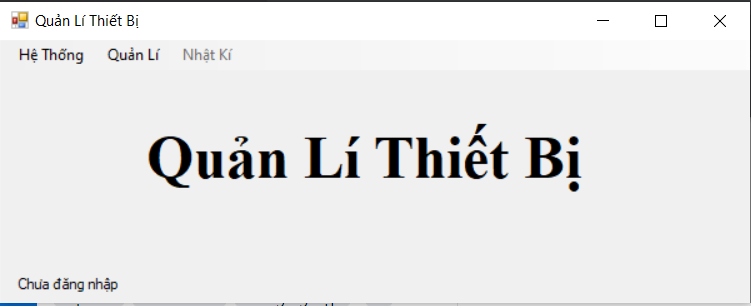 Quản Lí Thiết Bị
Hệ Thống Quản Lí Nhật Kí
Quản Lí Thiết Bị
Chưa đăng nhập